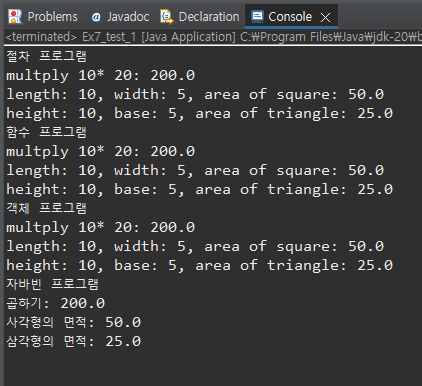 Problems @ Javadoc Declaration Console
<terminated> Ex7_test_1 [Java Application] C:₩Program Files₩Java₩jdk-20₩b
절차 프로그램
multply 10* 20: 200.0
length: 10, width: 5, area of square: 50.0
height: 10, base: 5, area of triangle: 25.0
함수 프로그램
multply 10* 20: 200.0
length: 10, width: 5, area of square: 50.0
height: 10, base: 5, area of triangle: 25.0
객체 프로그램
multply 10* 20: 200.0
length: 10, width: 5, area of square: 50.0
height: 10, base: 5, area of triangle: 25.0
자바빈 프로그램
곱하기: 200.0
사각형의 면적: 50.0
삼각형의 면적: 25.0